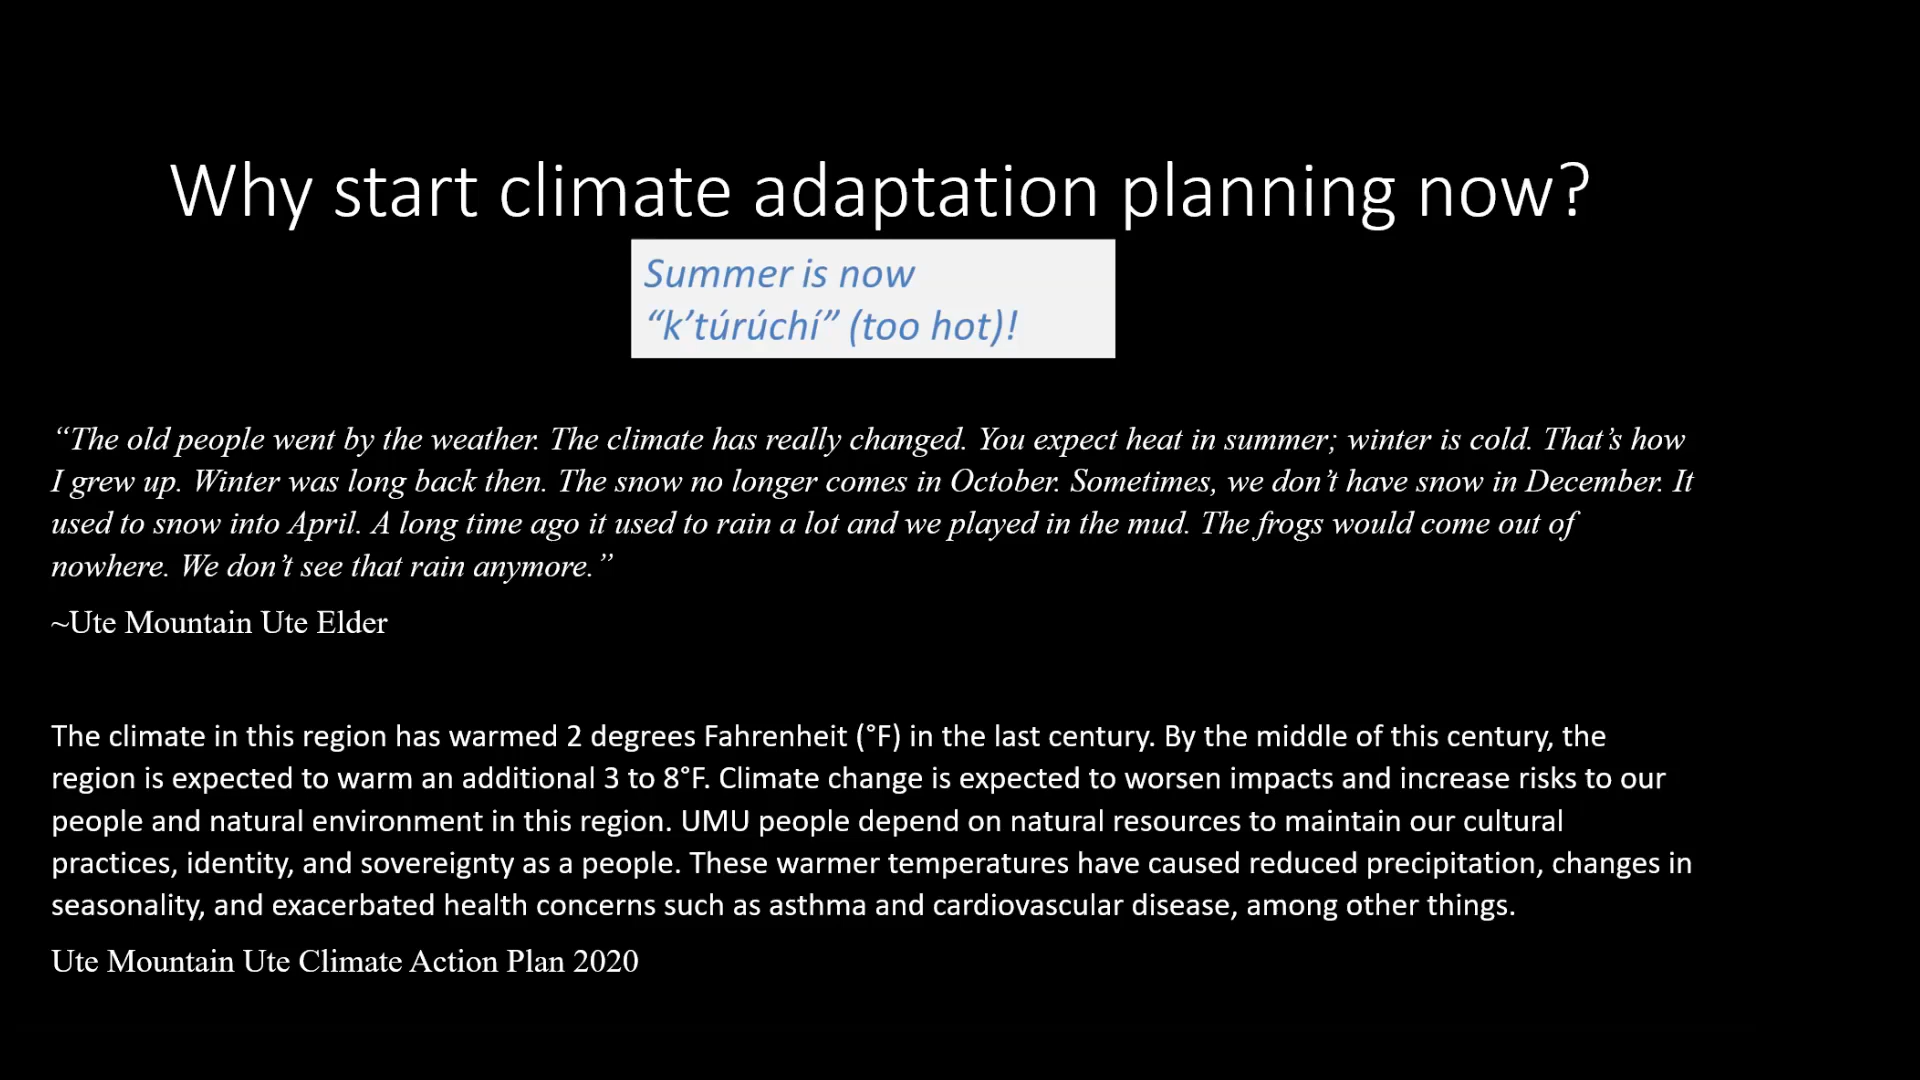 Why start climate adaptation planning now?
Summer is now
“k’túrúchí” (too hot)!
“The old people went by the weather. The climate has really changed. You expect heat in summer; winter is cold. That’s how
I grew up. Winter was long back then. The snow no longer comes in October. Sometimes, we don’t have snow in December. It
used to snow into April. A long time ago it used to rain a lot and we played in the mud. The frogs would come out of
nowhere. We don’t see that rain anymore.”
~Ute Mountain Ute Elder
The climate in this region has warmed 2 degrees Fahrenheit (°F) in the last century. By the middle of this century, the
region is expected to warm an additional 3 to 8°F. Climate change is expected to worsen impacts and increase risks to our
people and natural environment in this region. UMU people depend on natural resources to maintain our cultural
practices, identity, and sovereignty as a people. These warmer temperatures have caused reduced precipitation, changes in
seasonality, and exacerbated health concerns such as asthma and cardiovascular disease, among other things.
Ute Mountain Ute Climate Action Plan 2020